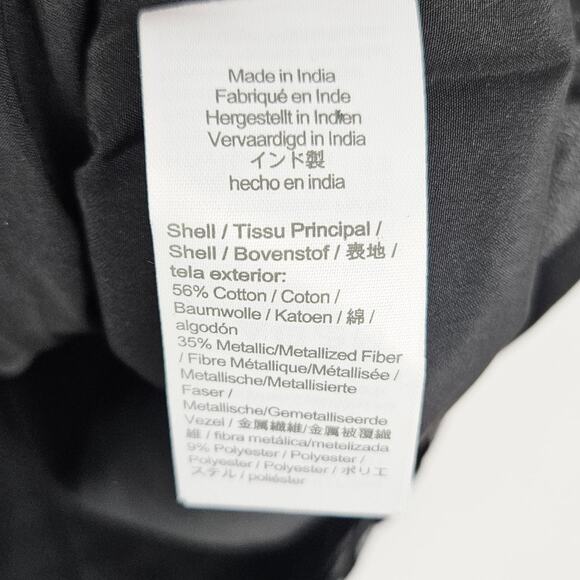 Made in India
Fabriqué en Inde
Hergestellt in Indien
Vervaardigd in India
インド製
hecho en india
Shell / Tissu Principal /
Shell / Bovenstof / 表地 /
tela exterior:
56% Cotton / Coton /
Baumwolle / Katoen / 綿 /
algodón
35% Metallic/Metallized Fiber
/ Fibre Métallique/Métallisée /
Metallische/Metallisierte
Faser /
Metallische/Gemetalliseerde
Vezel / 金属繊維/金属被覆繊
維 / fibra metálica/metelizada
9% Polyester / Polyester /
Polyester / Polyester / ポリエ
ステル / poliéster